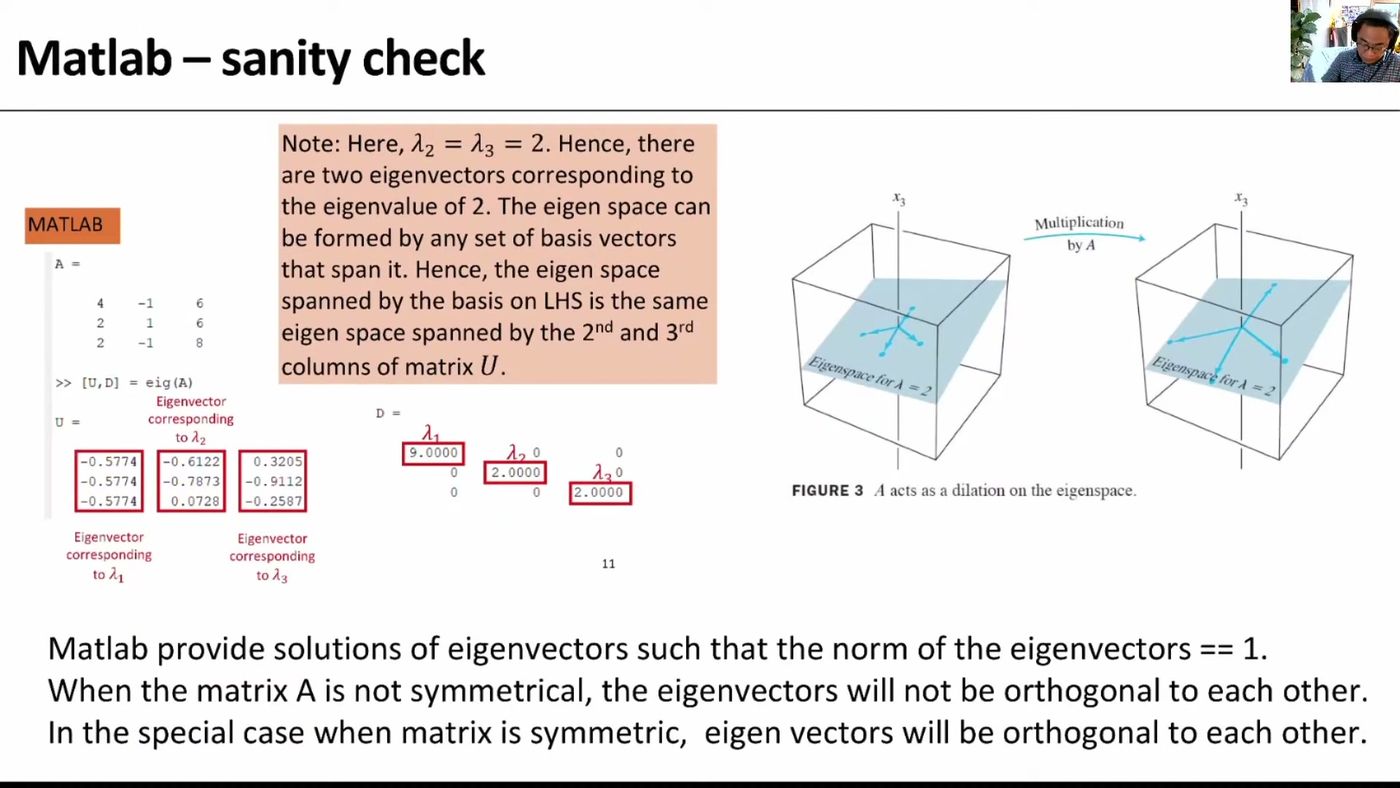 Matlab – sanity check
Note: Here, λ₂ = λ₃ = 2. Hence, there
are two eigenvectors corresponding to
the eigenvalue of 2. The eigen space can
be formed by any set of basis vectors
that span it. Hence, the eigen space
spanned by the basis on LHS is the same
eigen space spanned by the 2nd and 3rd
columns of matrix U.
MATLAB
A =
4 -1 6
2 1 6
2 -1 8
>> [U,D] = eig(A)
Eigenvector
corresponding
to λ₂
U =
-0.5774 -0.6122 0.3205
-0.5774 -0.7873 -0.9112
-0.5774 0.0728 -0.2587
Eigenvector
corresponding
to λ₁
Eigenvector
corresponding
to λ₃
D =
λ₁
9.0000 λ₂ 0 0
0 2.0000 λ₃ 0
0 0 2.0000
11
x₃
Multiplication
by A
x₃
Eigenspace for λ = 2
Eigenspace for λ = 2
FIGURE 3 A acts as a dilation on the eigenspace.
Matlab provide solutions of eigenvectors such that the norm of the eigenvectors == 1.
When the matrix A is not symmetrical, the eigenvectors will not be orthogonal to each other.
In the special case when matrix is symmetric, eigen vectors will be orthogonal to each other.